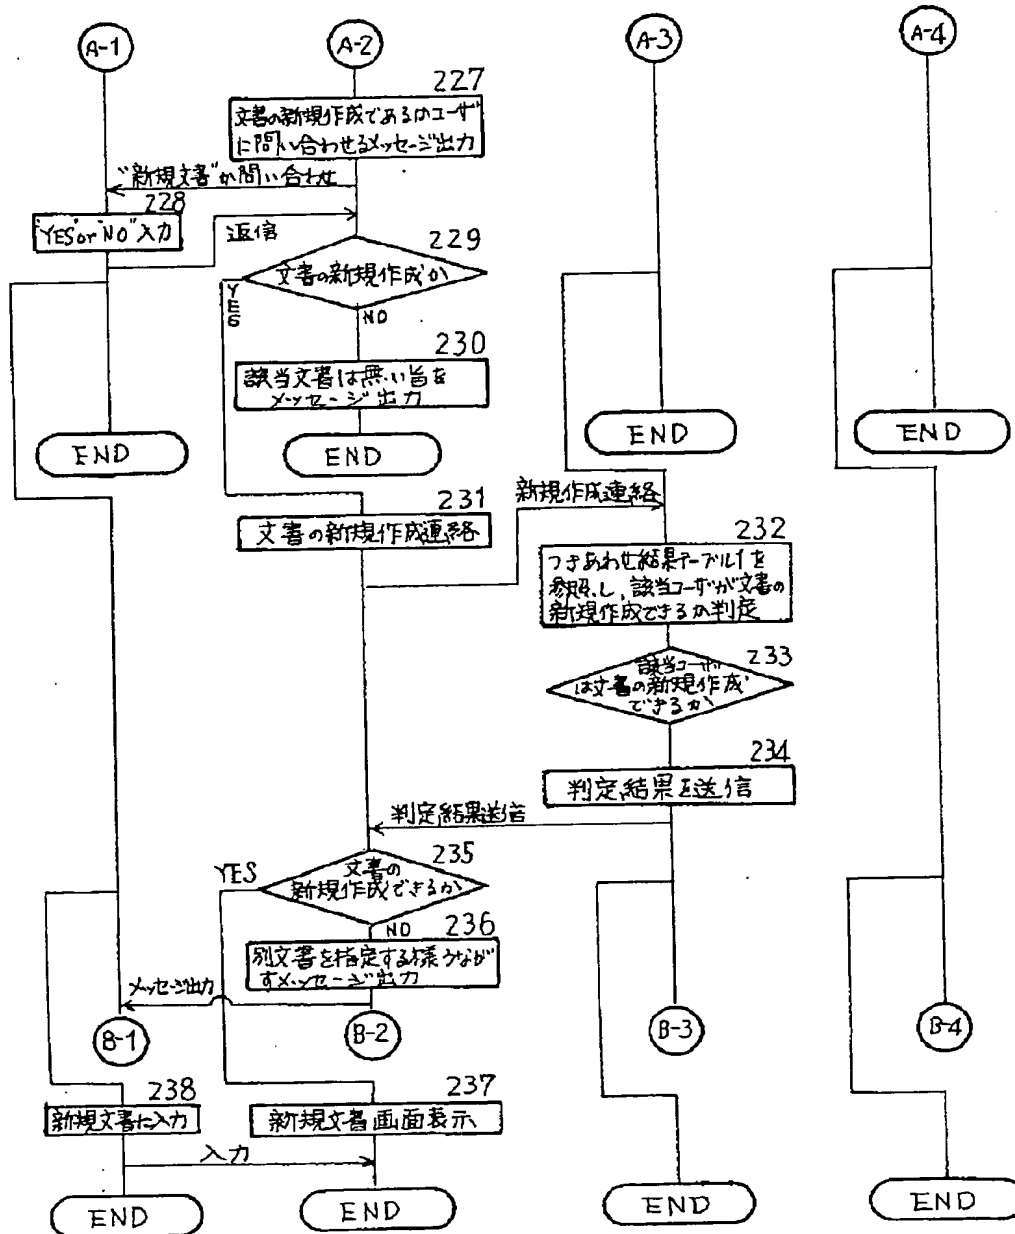 A-1
A-2
A-3
A-4
227
文書の新規作成であるかユーザ
に問い合わせるメッセージ出力
"新規文書"か問い合わせ
228
"YES"or"NO"入力
返信
229
文書の新規作成か
YES
NO
230
該当文書は無い旨を
メッセージ出力
END
END
END
END
231
文書の新規作成連絡
新規作成連絡
232
つきあわせ結果テーブル1を
参照し、該当ユーザが文書の
新規作成できるか判定
233
該当ユーザ
は文書の新規作成
できるか
234
判定結果を送信
判定結果送信
235
文書の
新規作成できるか
YES
NO
236
別文書を指定する様うなが
すメッセージ出力
メッセージ出力
B-1
B-2
B-3
B-4
238
新規文書に入力
237
新規文書画面表示
入力
END
END
END
END